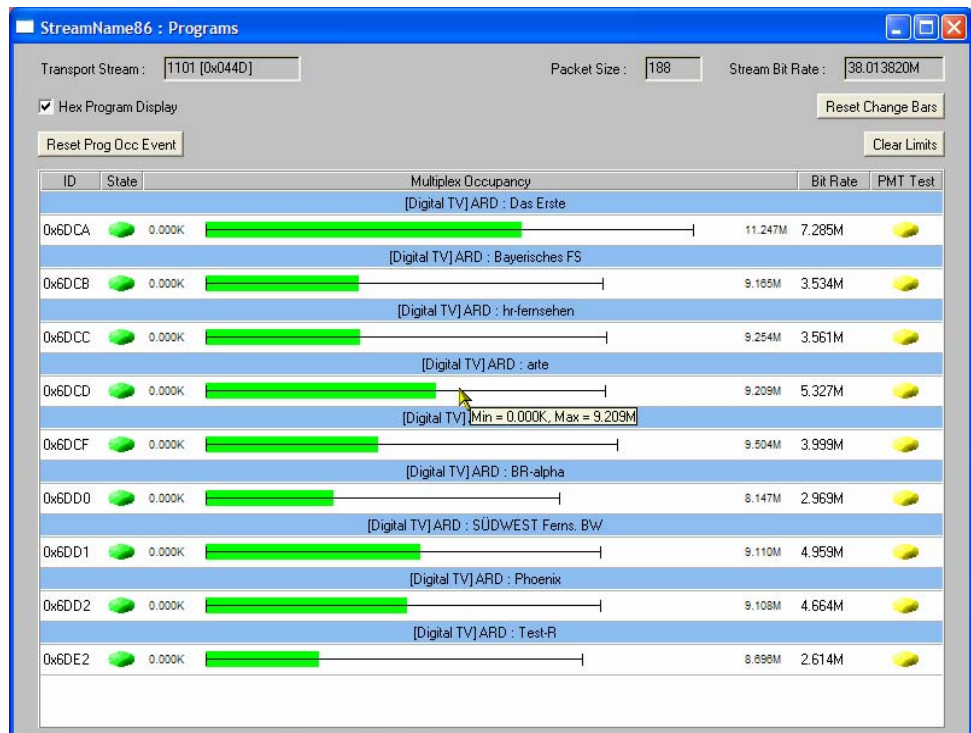 StreamName86 : Programs
Transport Stream : 1101 [0x044D] Packet Size : 188 Stream Bit Rate : 38.013820M
Hex Program Display Reset Change Bars
Reset Prog Occ Event Clear Limits
ID State Multiplex Occupancy Bit Rate PMT Test
[Digital TV] ARD : Das Erste
0x6DCA 0.000K 11.247M 7.285M
[Digital TV] ARD : Bayerisches FS
0x6DCB 0.000K 9.165M 3.534M
[Digital TV] ARD : hr-fernsehen
0x6DCC 0.000K 9.254M 3.561M
[Digital TV] ARD : arte
0x6DCD 0.000K 9.209M 5.327M
[Digital TV] Min = 0.000K, Max = 9.209M
0x6DCF 0.000K 9.504M 3.999M
[Digital TV] ARD : BR-alpha
0x6DD0 0.000K 8.147M 2.969M
[Digital TV] ARD : SÜDWEST Ferns. BW
0x6DD1 0.000K 9.110M 4.959M
[Digital TV] ARD : Phoenix
0x6DD2 0.000K 9.108M 4.664M
[Digital TV] ARD : Test-R
0x6DE2 0.000K 8.696M 2.614M